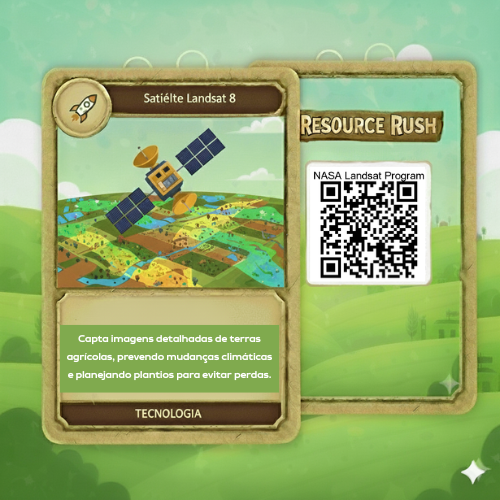 Satiélte Landsat 8
RESOURCE RUSH
NASA Landsat Program
Capta imagens detalhadas de terras
agrícolas, prevendo mudanças climáticas
e planejando plantios para evitar perdas.
TECNOLOGIA